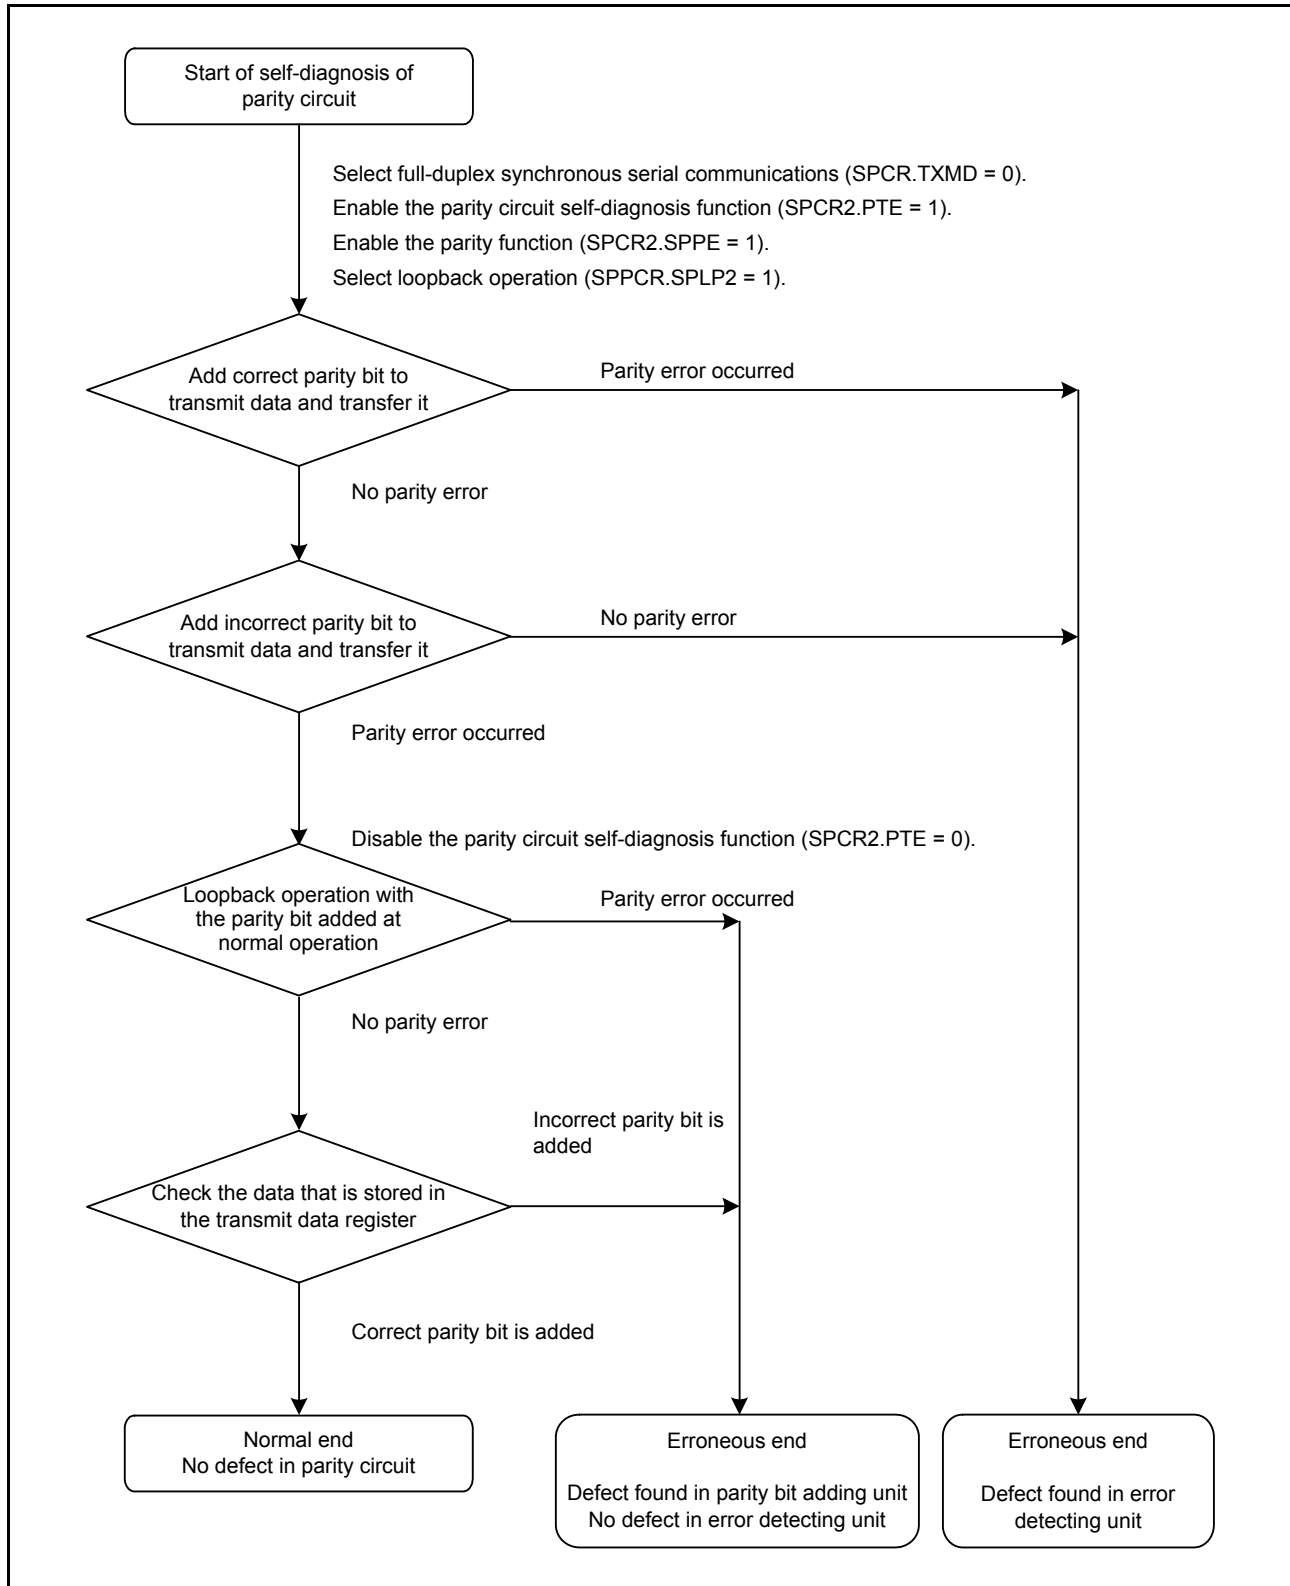 Start of self-diagnosis of
parity circuit
Select full-duplex synchronous serial communications (SPCR.TXMD = 0).
Enable the parity circuit self-diagnosis function (SPCR2.PTE = 1).
Enable the parity function (SPCR2.SPPE = 1).
Select loopback operation (SPPCR.SPLP2 = 1).
Add correct parity bit to
transmit data and transfer it
Parity error occurred
No parity error
Add incorrect parity bit to
transmit data and transfer it
No parity error
Parity error occurred
Disable the parity circuit self-diagnosis function (SPCR2.PTE = 0).
Loopback operation with
the parity bit added at
normal operation
Parity error occurred
No parity error
Incorrect parity bit is
added
Check the data that is stored in
the transmit data register
Correct parity bit is added
Normal end
No defect in parity circuit
Erroneous end
Defect found in parity bit adding unit
No defect in error detecting unit
Erroneous end
Defect found in error
detecting unit